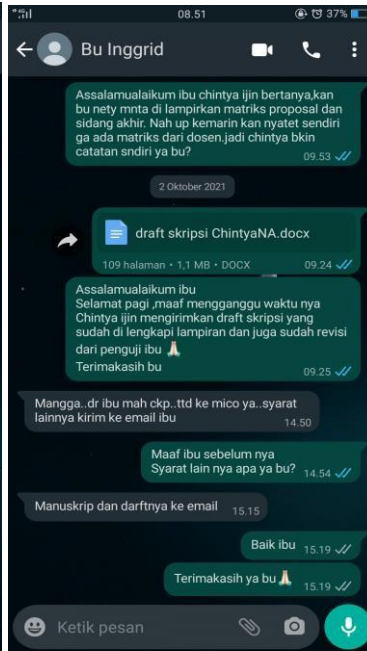 08.51
37%
Bu Inggrid
Assalamualaikum ibu chintya ijin bertanya,kan
bu nety mnta di lampirkan matriks proposal dan
sidang akhir. Nah up kemarin kan nyatet sendiri
ga ada matriks dari dosen.jadi chintya bkin
catatan sndiri ya bu?
09.53
2 Oktober 2021
draft skripsi ChintyaNA.docx
109 halaman • 1,1 MB • DOCX
09.24
Assalamualaikum ibu
Selamat pagi ,maaf mengganggu waktu nya
Chintya ijin mengirimkan draft skripsi yang
sudah di lengkapi lampiran dan juga sudah revisi
dari penguji ibu 🙏🏻
Terimakasih bu
09.25
Mangga..dr ibu mah ckp..ttd ke mico ya..syarat
lainnya kirim ke email ibu
14.50
Maaf ibu sebelum nya
Syarat lain nya apa ya bu?
14.54
Manuskrip dan darftnya ke email
15.15
Baik ibu
15.19
Terimakasih ya bu🙏🏻
15.19
Ketik pesan